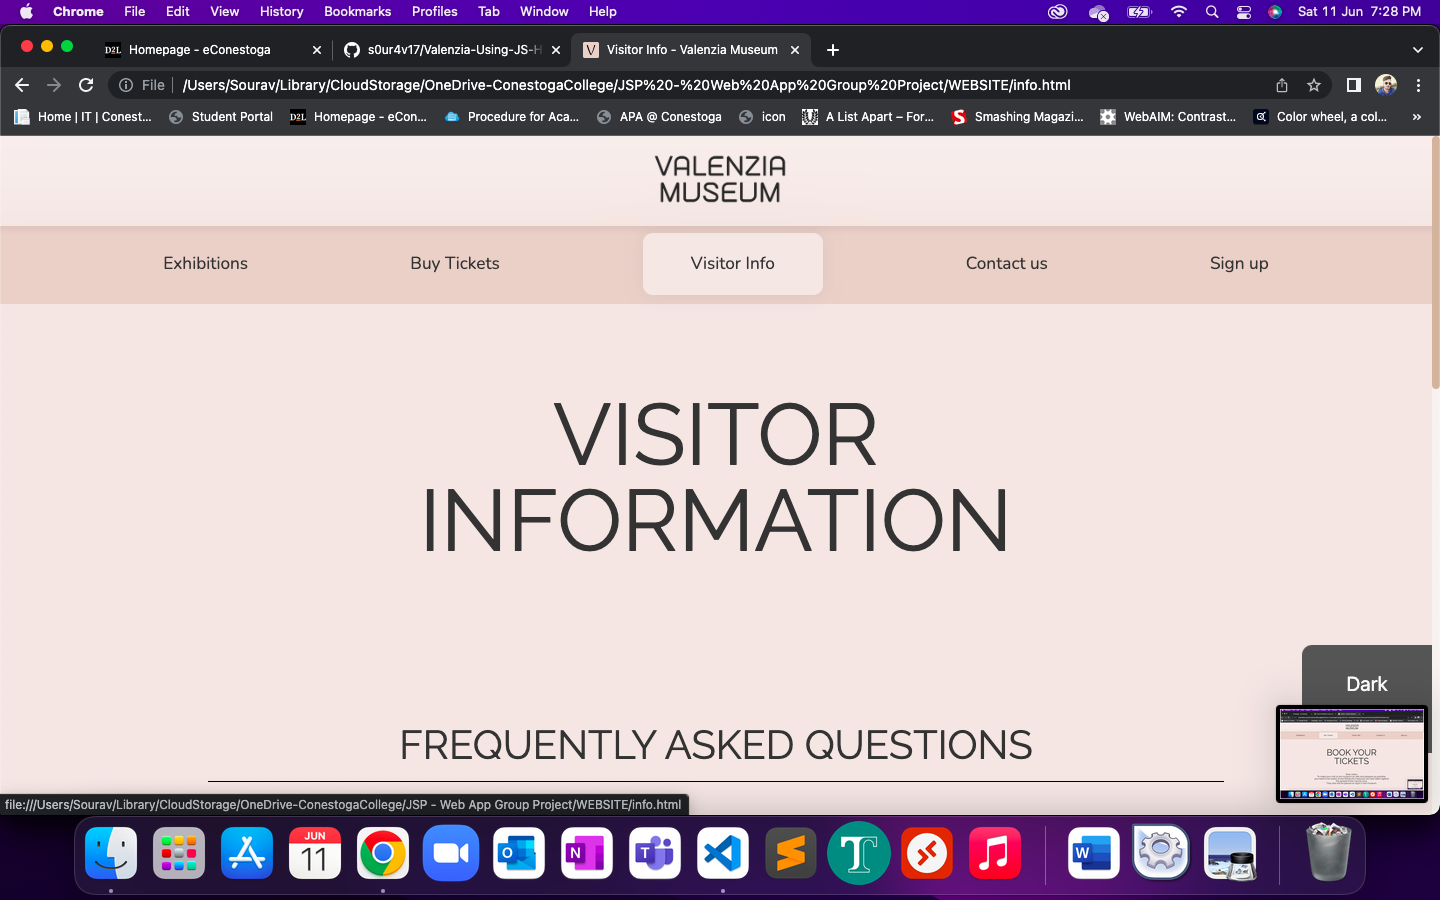 Chrome File Edit View History Bookmarks Profiles Tab Window Help Sat 11 Jun 7:28 PM
D2L Homepage - eConestoga s0ur4v17/Valenzia-Using-JS-H V Visitor Info - Valenzia Museum
File /Users/Sourav/Library/CloudStorage/OneDrive-ConestogaCollege/JSP%20-%20Web%20App%20Group%20Project/WEBSITE/info.html
Home | IT | Conest... Student Portal D2L Homepage - eCon... Procedure for Aca... APA @ Conestoga icon A List Apart – For... S Smashing Magazi... WebAIM: Contrast... Color wheel, a col... »
VALENZIA
MUSEUM
Exhibitions Buy Tickets Visitor Info Contact us Sign up
VISITOR
INFORMATION
Dark
FREQUENTLY ASKED QUESTIONS
BOOK YOUR
TICKETS
file:///Users/Sourav/Library/CloudStorage/OneDrive-ConestogaCollege/JSP - Web App Group Project/WEBSITE/info.html
JUN
11